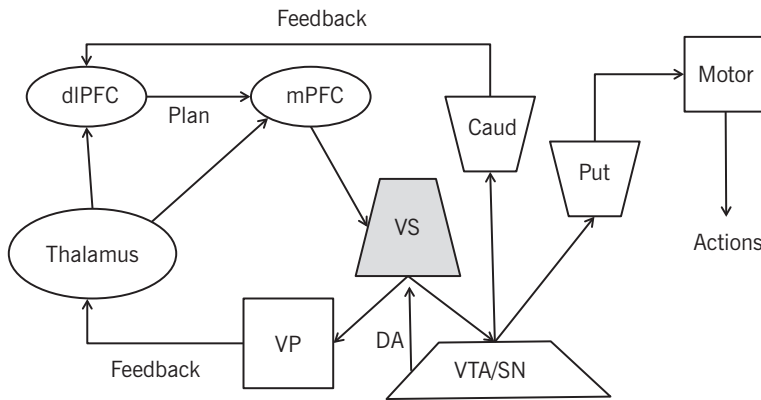 Feedback
dlPFC
Plan
mPFC
Caud
Motor
Put
Thalamus
VS
Actions
VP
DA
VTA/SN
Feedback